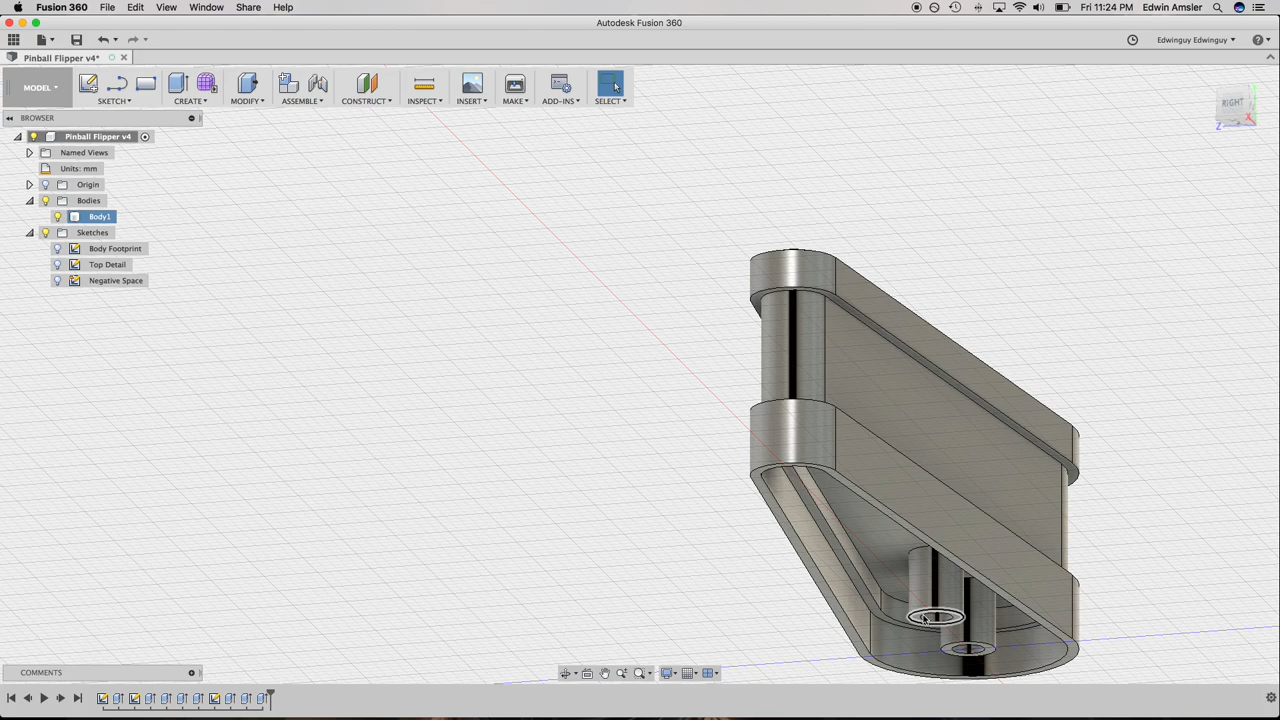 Fusion 360 File Edit View Window Share Help Fri 11:24 PM Edwin Amsler
Autodesk Fusion 360
Edwinguy Edwinguy
Pinball Flipper v4*
MODEL
SKETCH CREATE MODIFY ASSEMBLE CONSTRUCT INSPECT INSERT MAKE ADD-INS SELECT
RIGHT
Z
X
BROWSER
Pinball Flipper v4
Named Views
Units: mm
Origin
Bodies
Body1
Sketches
Body Footprint
Top Detail
Negative Space
COMMENTS